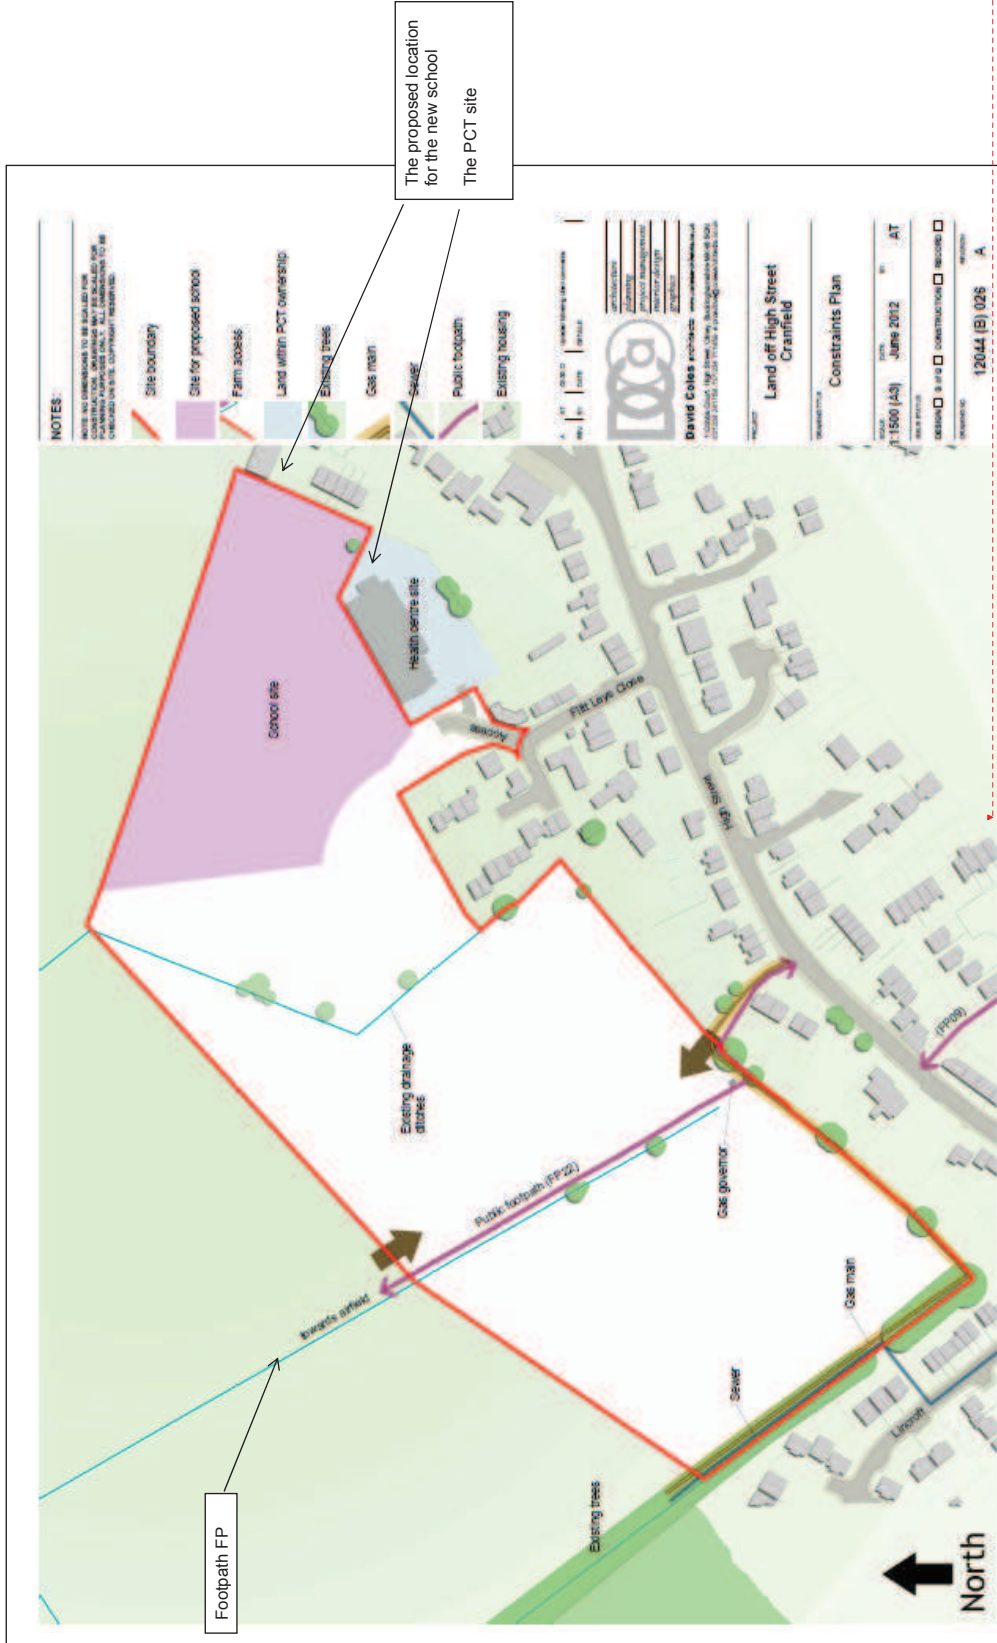 The proposed location
for the new school
The PCT site
Footpath FP
NOTES:
Site boundary
Site for proposed school
Farm access
Land within PCT ownership
Existing trees
Gas main
Sewer
Public footpath
Existing housing
David Coles architects
Land off High Street
Cranfield
Constraints Plan
1:1500 (A3)
June 2012
AT
12044 (B) 026
A
School site
Health centre site
Access
Flitt Leys Close
High Street
(FP09)
Existing drainage
ditches
Public footpath (FP22)
towards airfield
Gas governor
Gas main
Sewer
Existing trees
Lincroft
North